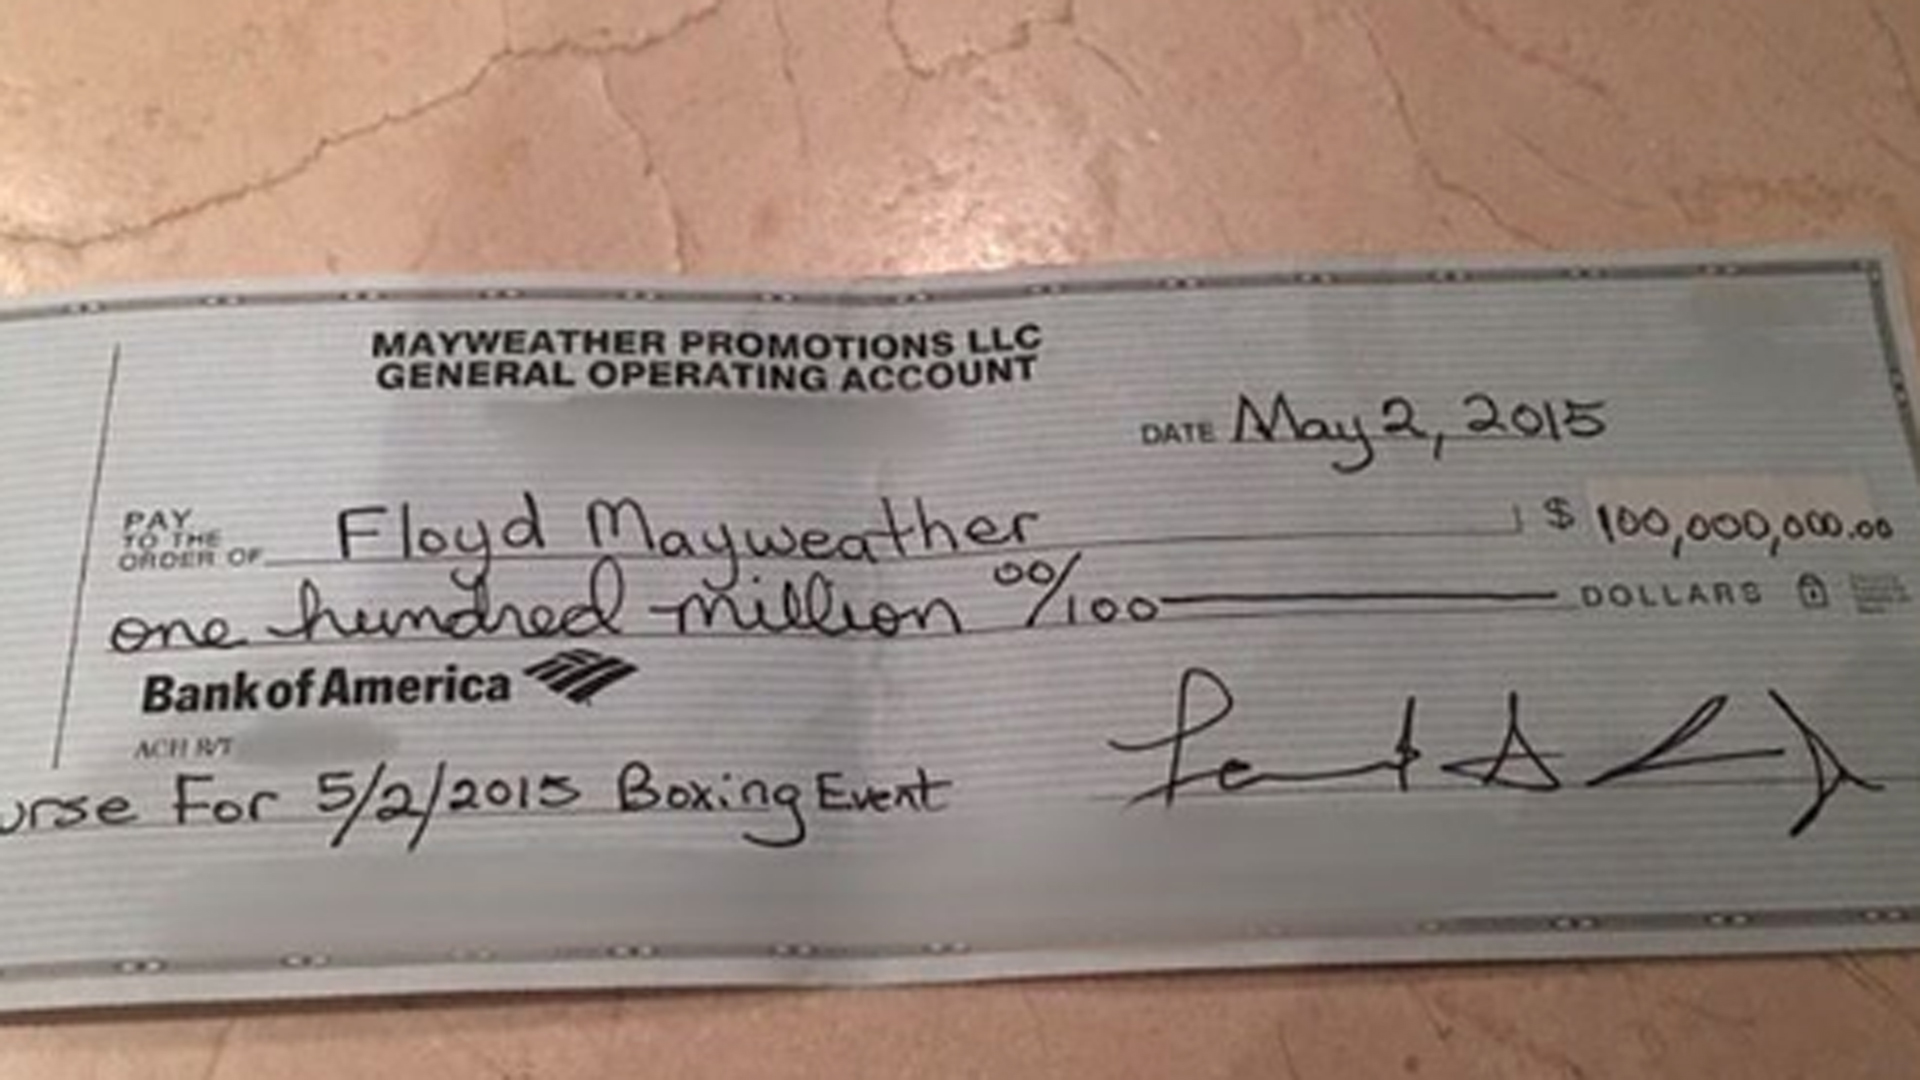 MAYWEATHER PROMOTIONS LLC
GENERAL OPERATING ACCOUNT
DATE May 2, 2015
PAY
TO THE
ORDER OF Floyd Mayweather $ 100,000,000.00
one hundred million 00/100 DOLLARS
Bank of America
ACH R/T
urse For 5/2/2015 Boxing Event